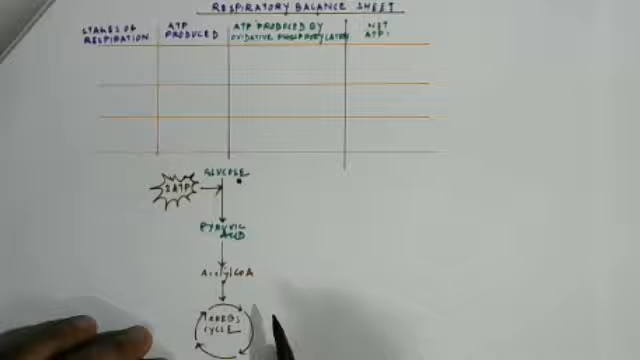 RESPIRATORY BALANCE SHEET
STAGES OF RESPIRATION
ATP PRODUCED
ATP PRODUCED BY OXIDATIVE PHOSPHORYLATION
NET ATP:
GLUCOSE
2ATP
PYRUVIC ACID
Acetyl CoA
KREBS CYCLE